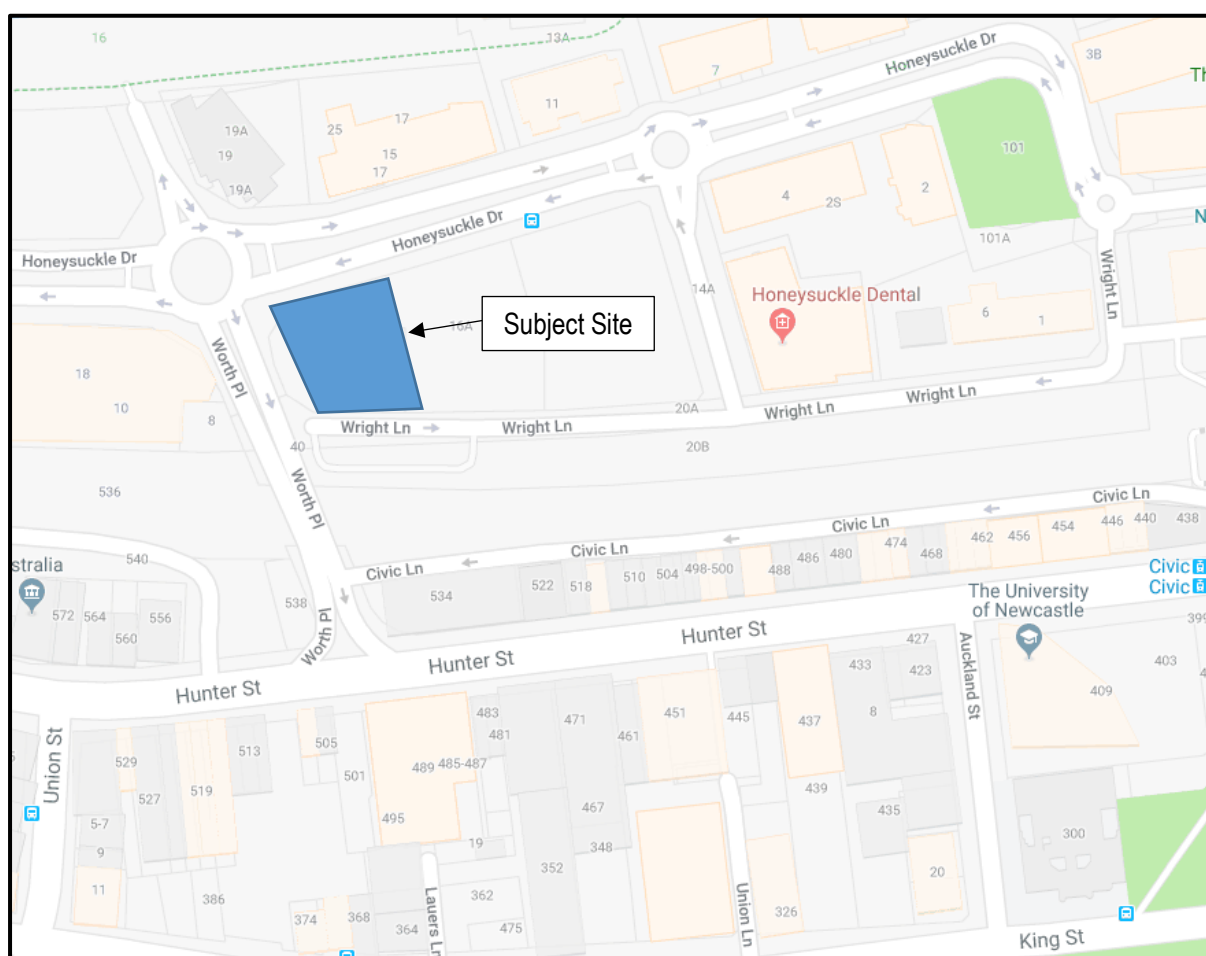 16
13A
Honeysuckle Dr
3B
Th
7
11
19A
25
17
19
15
17
19A
101
4
2S
2
101A
N
Honeysuckle Dr
Honeysuckle Dr
Wright Ln
14A
Honeysuckle Dental
Subject Site
16A
6
1
18
10
Worth Pl
8
20A
Wright Ln
Wright Ln
Wright Ln
Wright Ln
40
20B
Worth Pl
536
Civic Ln
Civic Ln
Civic Ln
Civic Ln
540
stralia
572
564
560
556
538
Worth Pl
534
522
518
510
504
498-500
488
486
480
474
468
462
456
454
446
440
438
Civic
Civic
The University
of Newcastle
Hunter St
Hunter St
Hunter St
Auckland St
399
403
409
427
433
423
8
Union St
529
527
519
513
505
501
489
485-487
483
481
471
461
451
445
437
439
435
495
467
348
5-7
9
11
19
352
386
374
368
364
Lauers Ln
362
475
Union Ln
326
20
300
King St